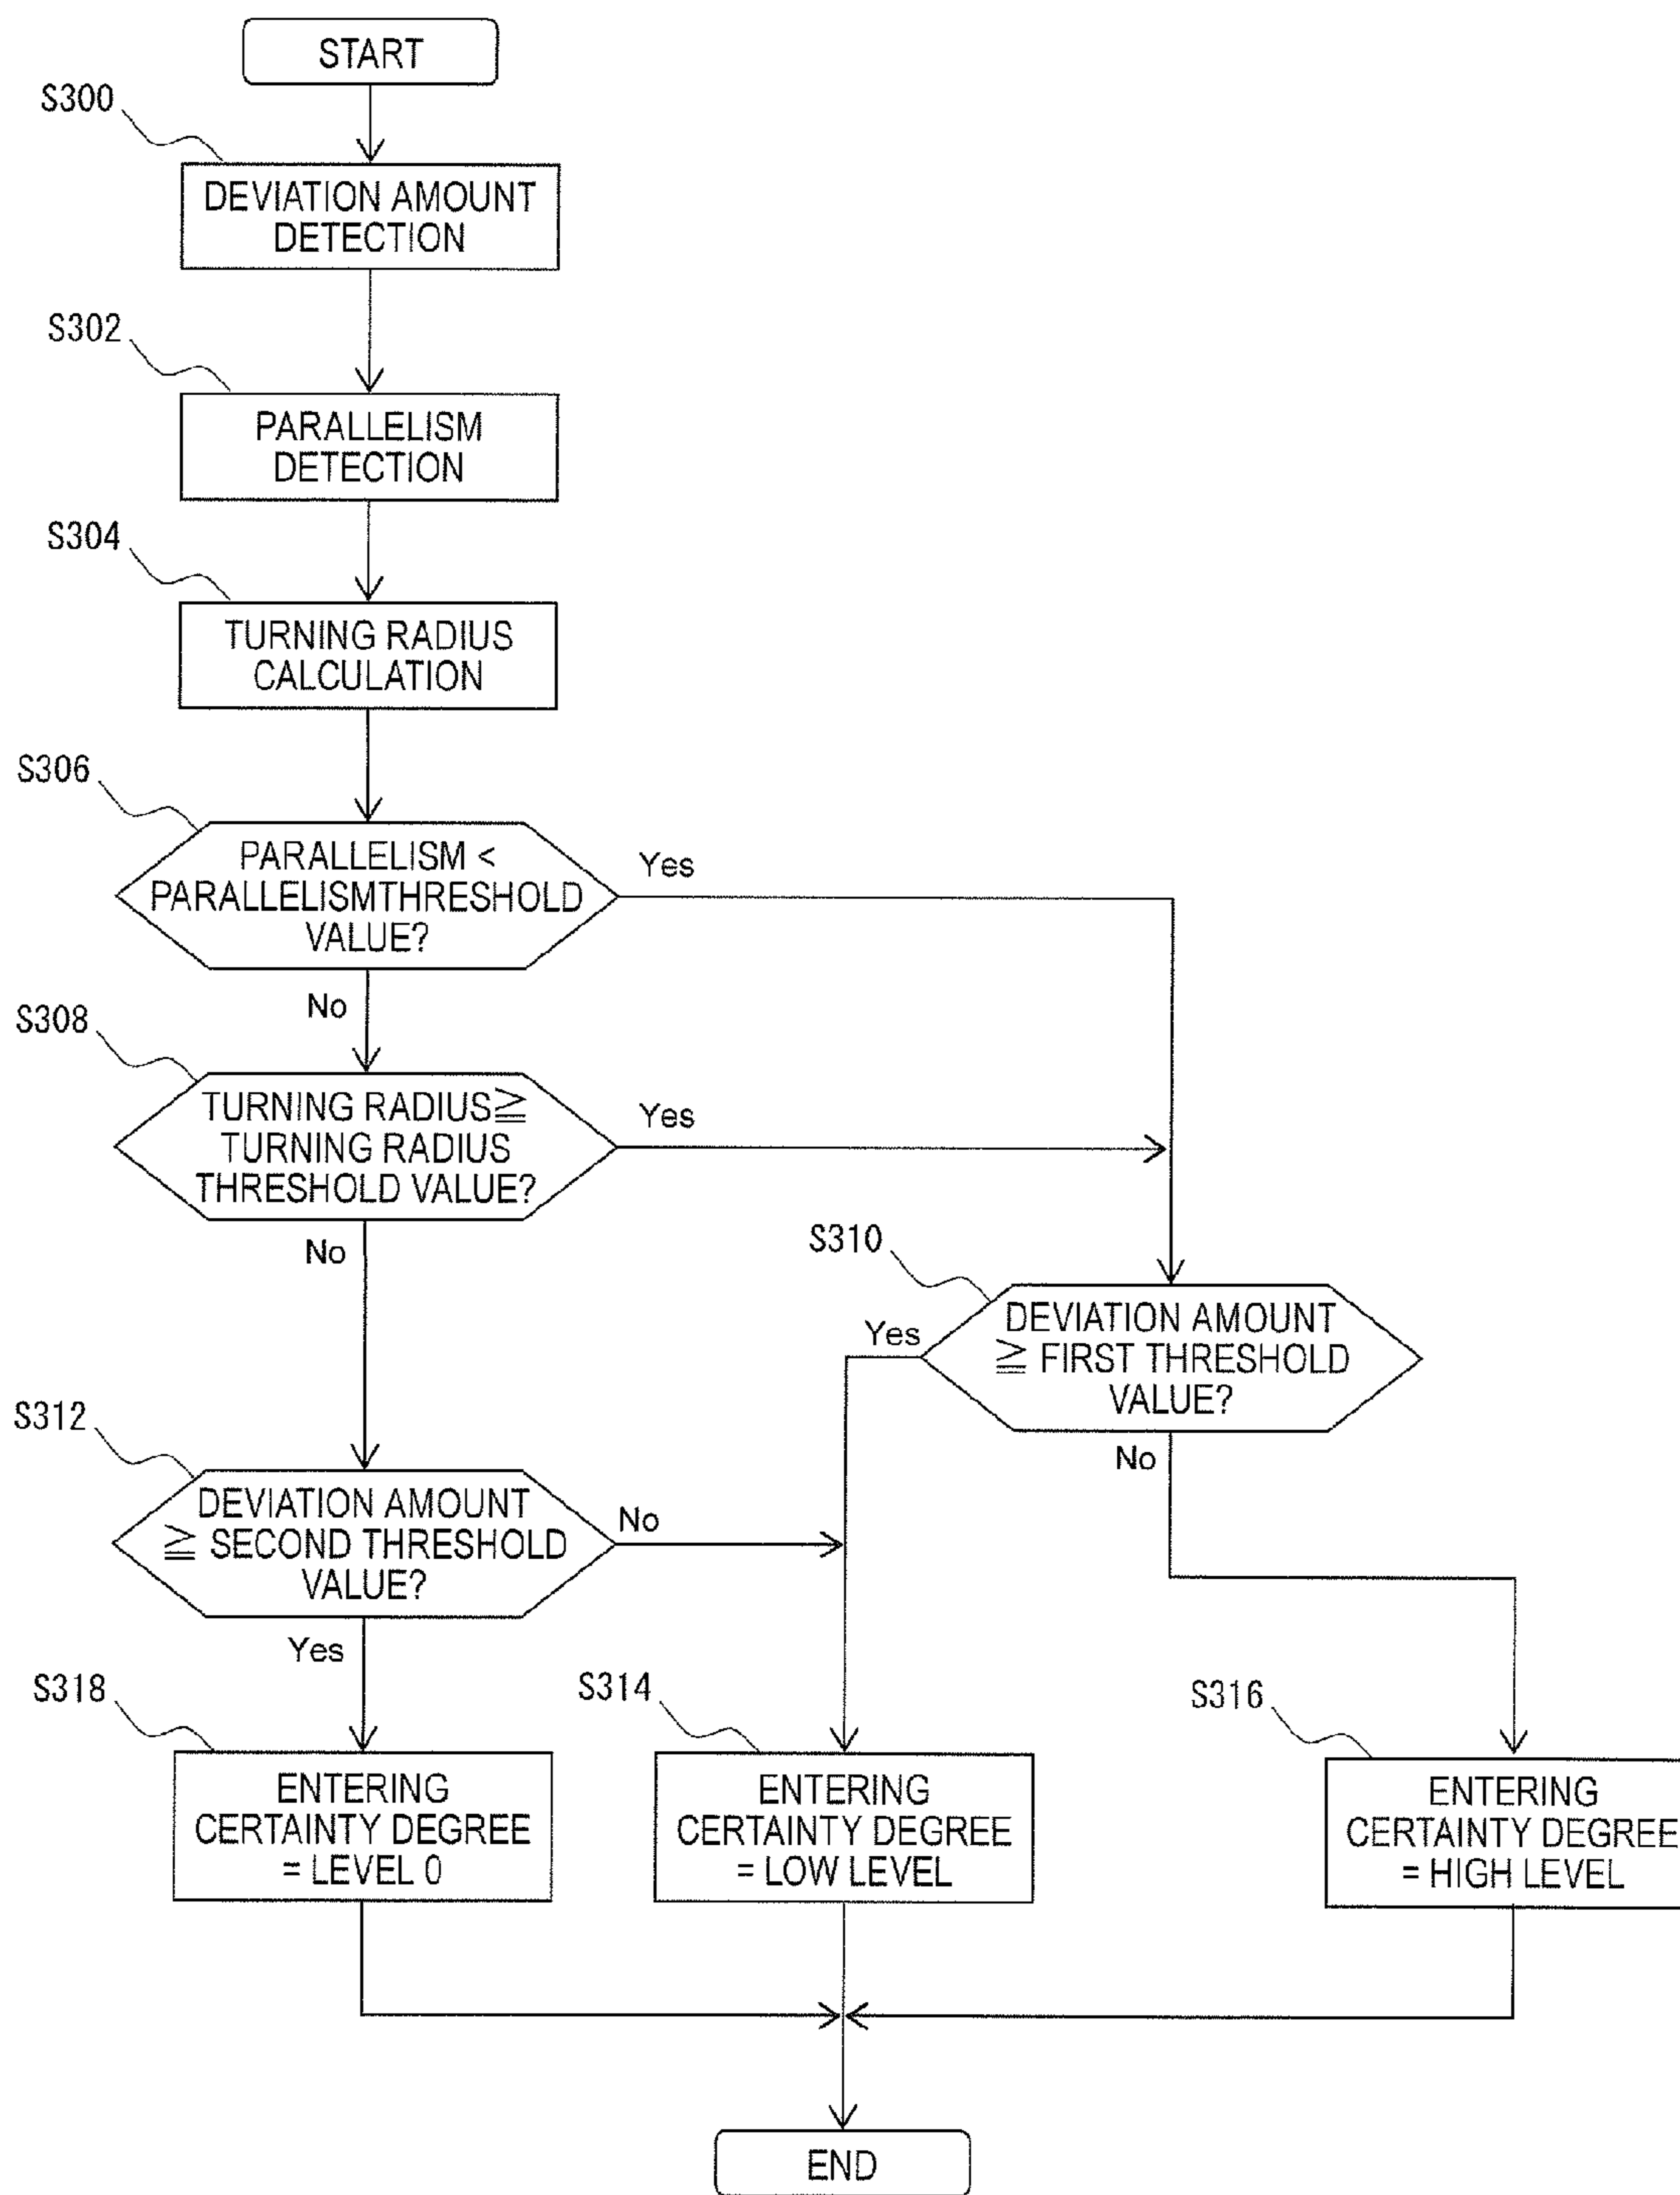 START
S300
DEVIATION AMOUNT
DETECTION
S302
PARALLELISM
DETECTION
S304
TURNING RADIUS
CALCULATION
S306
PARALLELISM <
PARALLELISMTHRESHOLD
VALUE?
Yes
No
S308
TURNING RADIUS≧
TURNING RADIUS
THRESHOLD VALUE?
Yes
No
S310
DEVIATION AMOUNT
≧ FIRST THRESHOLD
VALUE?
Yes
No
S312
DEVIATION AMOUNT
≧ SECOND THRESHOLD
VALUE?
No
Yes
S318
ENTERING
CERTAINTY DEGREE
= LEVEL 0
S314
ENTERING
CERTAINTY DEGREE
= LOW LEVEL
S316
ENTERING
CERTAINTY DEGREE
= HIGH LEVEL
END